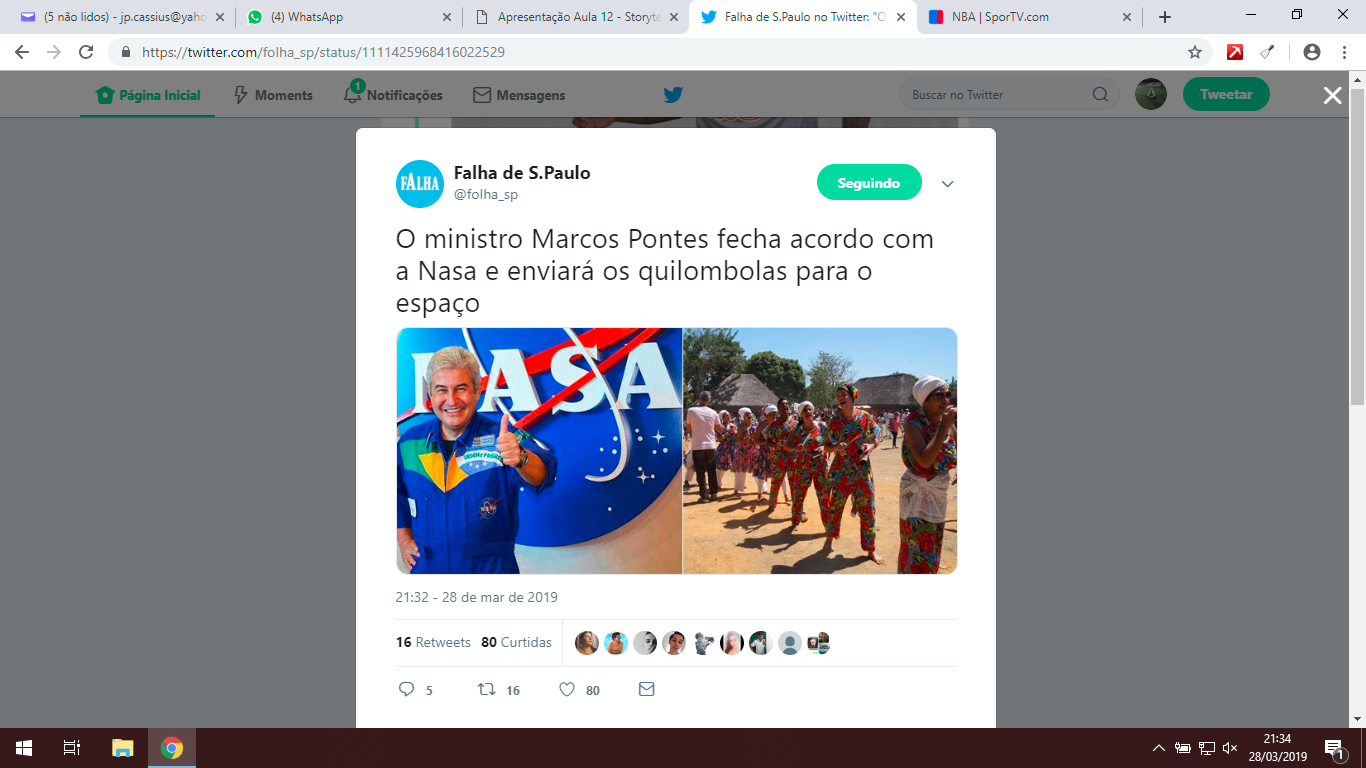 (5 não lidos) - jp.cassius@yaho
(4) WhatsApp
Apresentação Aula 12 - Storyte
Falha de S.Paulo no Twitter: "O
NBA | SporTV.com
https://twitter.com/folha_sp/status/1111425968416022529
Página Inicial
Moments
1
Notificações
Mensagens
Buscar no Twitter
Tweetar
FALHA
Falha de S.Paulo
@folha_sp
Seguindo
O ministro Marcos Pontes fecha acordo com
a Nasa e enviará os quilombolas para o
espaço
NASA
NASA
21:32 - 28 de mar de 2019
16 Retweets 80 Curtidas
5 16 80
21:34
28/03/2019
1